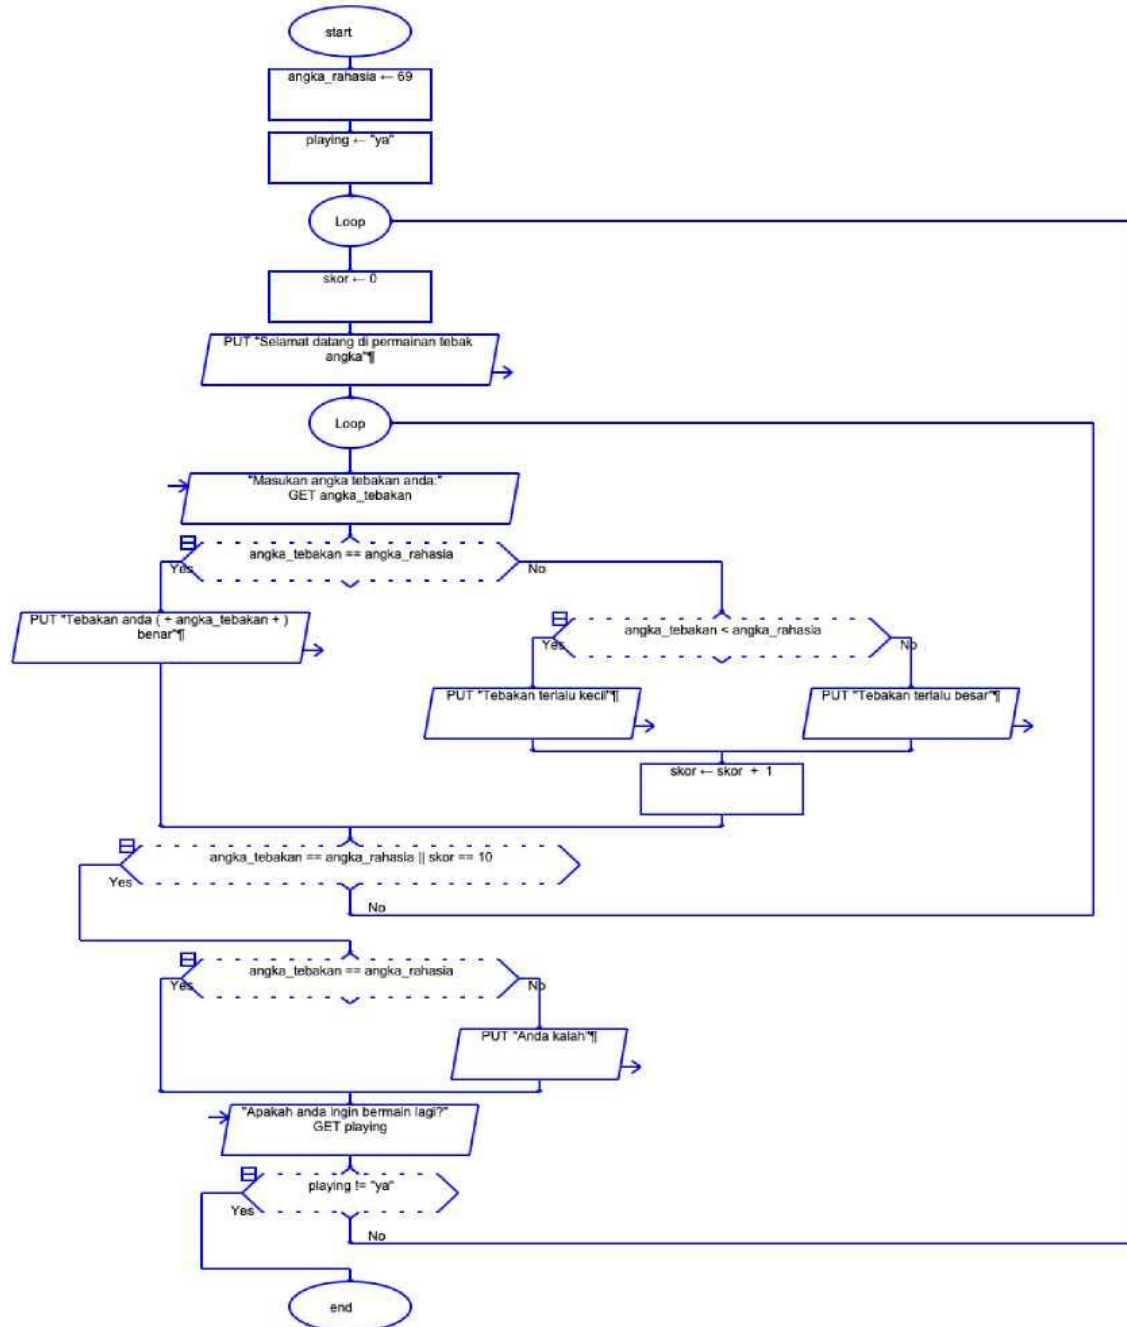 start
angka_rahasia ← 69
playing ← "ya"
Loop
skor ← 0
PUT "Selamat datang di permainan tebak
angka"¶
Loop
"Masukan angka tebakan anda:"
GET angka_tebakan
angka_tebakan == angka_rahasia
Yes
No
PUT "Tebakan anda ( + angka_tebakan + )
benar"¶
angka_tebakan < angka_rahasia
Yes
No
PUT "Tebakan terlalu kecil"¶
PUT "Tebakan terlalu besar"¶
skor ← skor + 1
angka_tebakan == angka_rahasia || skor == 10
Yes
No
angka_tebakan == angka_rahasia
Yes
No
PUT "Anda kalah"¶
"Apakah anda ingin bermain lagi?"
GET playing
playing != "ya"
Yes
No
end